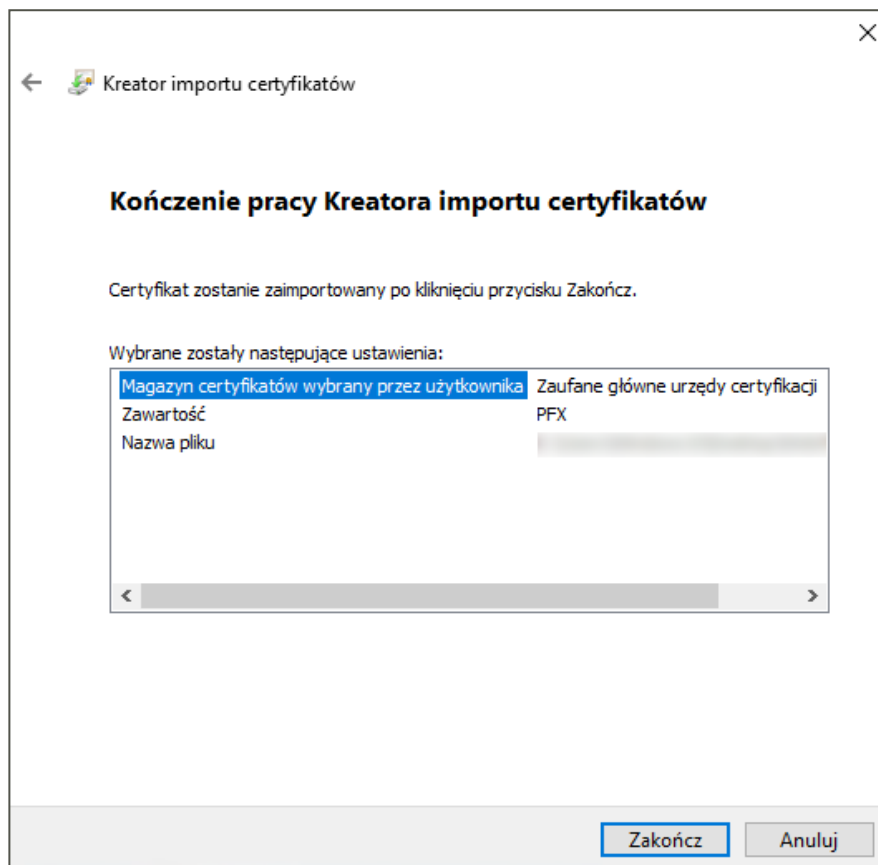 Kreator importu certyfikatów
Kończenie pracy Kreatora importu certyfikatów
Certyfikat zostanie zaimportowany po kliknięciu przycisku Zakończ.
Wybrane zostały następujące ustawienia:
Magazyn certyfikatów wybrany przez użytkownika Zaufane główne urzędy certyfikacji
Zawartość PFX
Nazwa pliku
Zakończ Anuluj